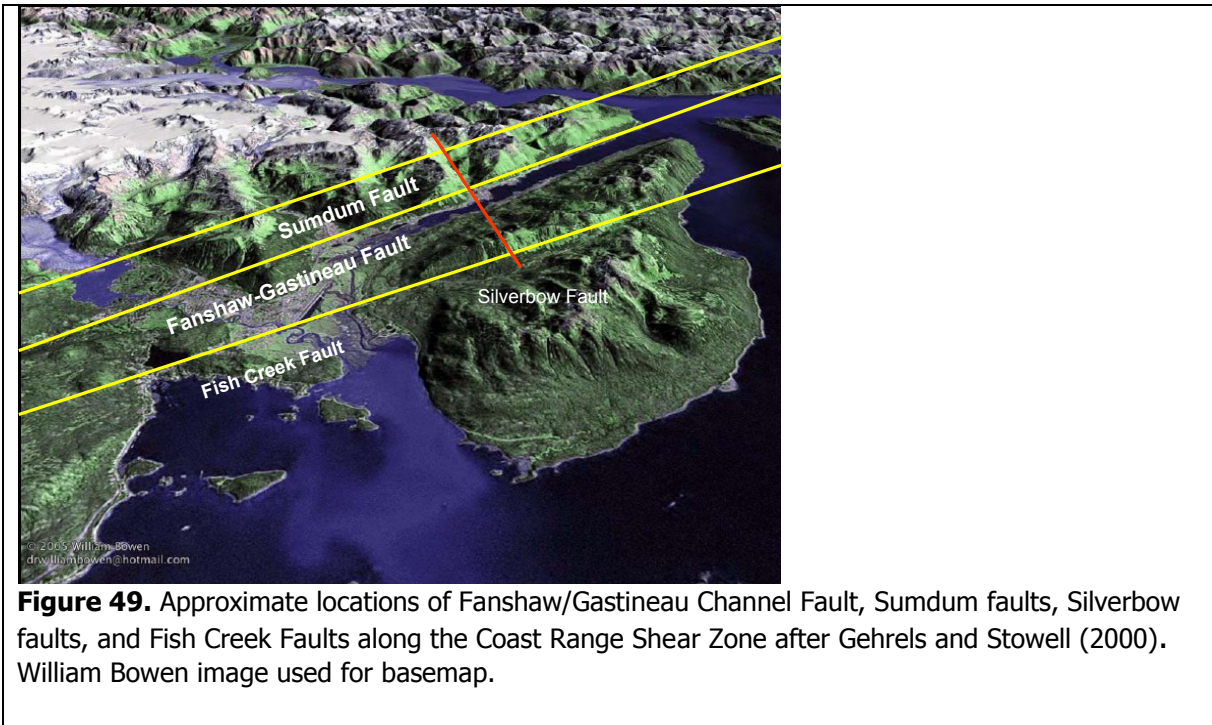 Sumdum Fault
Fanshaw-Gastineau Fault
Silverbow Fault
Fish Creek Fault
© 2005 William Bowen
drwilliambowen@hotmail.com
Figure 49. Approximate locations of Fanshaw/Gastineau Channel Fault, Sumdum faults, Silverbow
faults, and Fish Creek Faults along the Coast Range Shear Zone after Gehrels and Stowell (2000).
William Bowen image used for basemap.